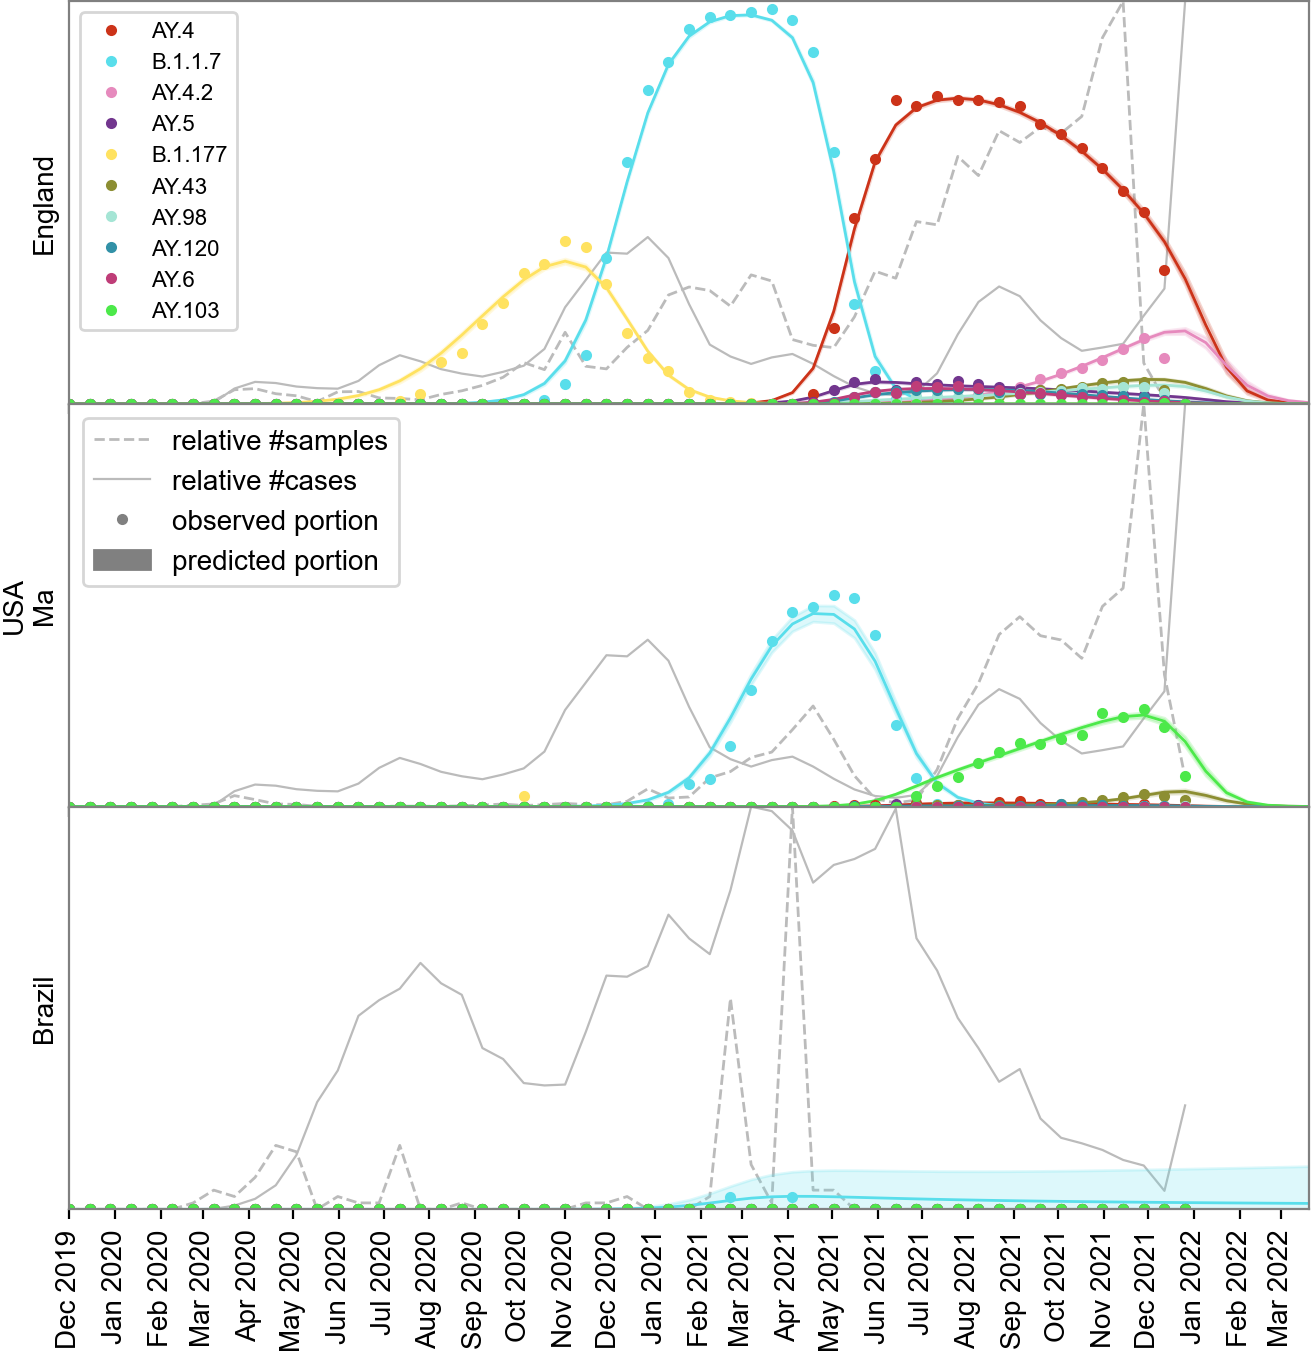 AY.4
B.1.1.7
AY.4.2
AY.5
B.1.177
AY.43
AY.98
AY.120
AY.6
AY.103
England
relative #samples
relative #cases
observed portion
predicted portion
USA
Ma
Brazil
Dec 2019
Jan 2020
Feb 2020
Mar 2020
Apr 2020
May 2020
Jun 2020
Jul 2020
Aug 2020
Sep 2020
Oct 2020
Nov 2020
Dec 2020
Jan 2021
Feb 2021
Mar 2021
Apr 2021
May 2021
Jun 2021
Jul 2021
Aug 2021
Sep 2021
Oct 2021
Nov 2021
Dec 2021
Jan 2022
Feb 2022
Mar 2022